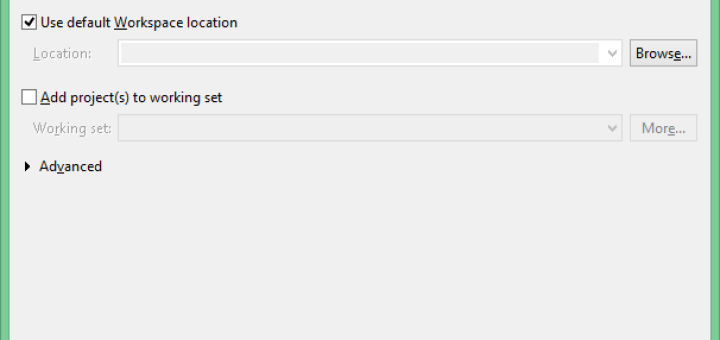 Use default Workspace location
Location: Browse...
Add project(s) to working set
Working set: More...
Advanced